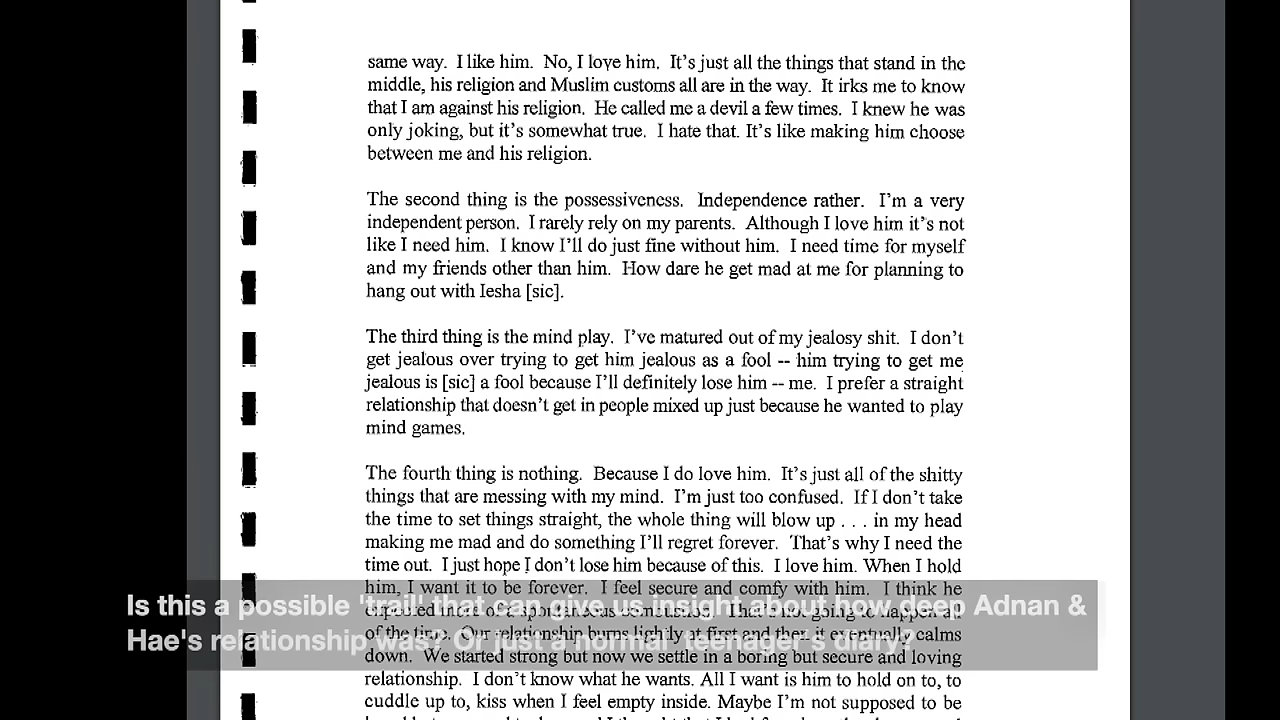 same way. I like him. No, I love him. It's just all the things that stand in the
middle, his religion and Muslim customs all are in the way. It irks me to know
that I am against his religion. He called me a devil a few times. I knew he was
only joking, but it's somewhat true. I hate that. It's like making him choose
between me and his religion.
The second thing is the possessiveness. Independence rather. I'm a very
independent person. I rarely rely on my parents. Although I love him it's not
like I need him. I know I'll do just fine without him. I need time for myself
and my friends other than him. How dare he get mad at me for planning to
hang out with Iesha [sic].
The third thing is the mind play. I've matured out of my jealosy shit. I don't
get jealous over trying to get him jealous as a fool -- him trying to get me
jealous is [sic] a fool because I'll definitely lose him -- me. I prefer a straight
relationship that doesn't get in people mixed up just because he wanted to play
mind games.
The fourth thing is nothing. Because I do love him. It's just all of the shitty
things that are messing with my mind. I'm just too confused. If I don't take
the time to set things straight, the whole thing will blow up . . . in my head
making me mad and do something I'll regret forever. That's why I need the
time out. I just hope I don't lose him because of this. I love him. When I hold
him, I want it to be forever. I feel secure and comfy with him. I think he
of the time. Our relationship burns lightly at first and then it eventually calms
down. We started strong but now we settle in a boring but secure and loving
relationship. I don't know what he wants. All I want is him to hold on to, to
cuddle up to, kiss when I feel empty inside. Maybe I'm not supposed to be
Is this a possible 'trail' that can give us insight about how deep Adnan &
Hae's relationship was? Or just a normal teenager's diary?